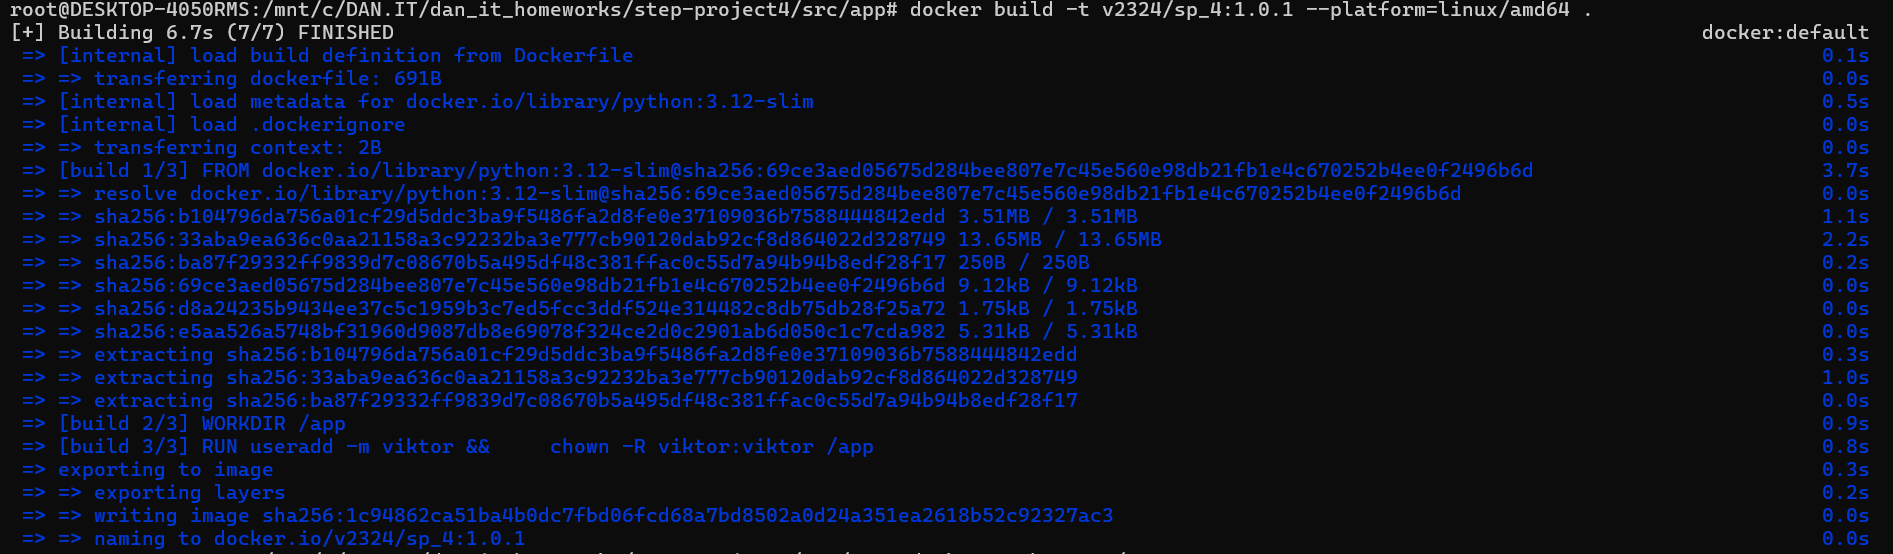 root@DESKTOP-4050RMS:/mnt/c/DAN.IT/dan_it_homeworks/step-project4/src/app# docker build -t v2324/sp_4:1.0.1 --platform=linux/amd64 .
[+] Building 6.7s (7/7) FINISHED docker:default
=> [internal] load build definition from Dockerfile 0.1s
=> => transferring dockerfile: 691B 0.0s
=> [internal] load metadata for docker.io/library/python:3.12-slim 0.5s
=> [internal] load .dockerignore 0.0s
=> => transferring context: 2B 0.0s
=> [build 1/3] FROM docker.io/library/python:3.12-slim@sha256:69ce3aed05675d284bee807e7c45e560e98db21fb1e4c670252b4ee0f2496b6d 3.7s
=> => resolve docker.io/library/python:3.12-slim@sha256:69ce3aed05675d284bee807e7c45e560e98db21fb1e4c670252b4ee0f2496b6d 0.0s
=> => sha256:b104796da756a01cf29d5ddc3ba9f5486fa2d8fe0e37109036b7588444842edd 3.51MB / 3.51MB 1.1s
=> => sha256:33aba9ea636c0aa21158a3c92232ba3e777cb90120dab92cf8d864022d328749 13.65MB / 13.65MB 2.2s
=> => sha256:ba87f29332ff9839d7c08670b5a495df48c381ffac0c55d7a94b94b8edf28f17 250B / 250B 0.2s
=> => sha256:69ce3aed05675d284bee807e7c45e560e98db21fb1e4c670252b4ee0f2496b6d 9.12kB / 9.12kB 0.0s
=> => sha256:d8a24235b9434ee37c5c1959b3c7ed5fcc3ddf524e314482c8db75db28f25a72 1.75kB / 1.75kB 0.0s
=> => sha256:e5aa526a5748bf31960d9087db8e69078f324ce2d0c2901ab6d050c1c7cda982 5.31kB / 5.31kB 0.0s
=> => extracting sha256:b104796da756a01cf29d5ddc3ba9f5486fa2d8fe0e37109036b7588444842edd 0.3s
=> => extracting sha256:33aba9ea636c0aa21158a3c92232ba3e777cb90120dab92cf8d864022d328749 1.0s
=> => extracting sha256:ba87f29332ff9839d7c08670b5a495df48c381ffac0c55d7a94b94b8edf28f17 0.0s
=> [build 2/3] WORKDIR /app 0.9s
=> [build 3/3] RUN useradd -m viktor &&     chown -R viktor:viktor /app 0.8s
=> exporting to image 0.3s
=> => exporting layers 0.2s
=> => writing image sha256:1c94862ca51ba4b0dc7fbd06fcd68a7bd8502a0d24a351ea2618b52c92327ac3 0.0s
=> => naming to docker.io/v2324/sp_4:1.0.1 0.0s